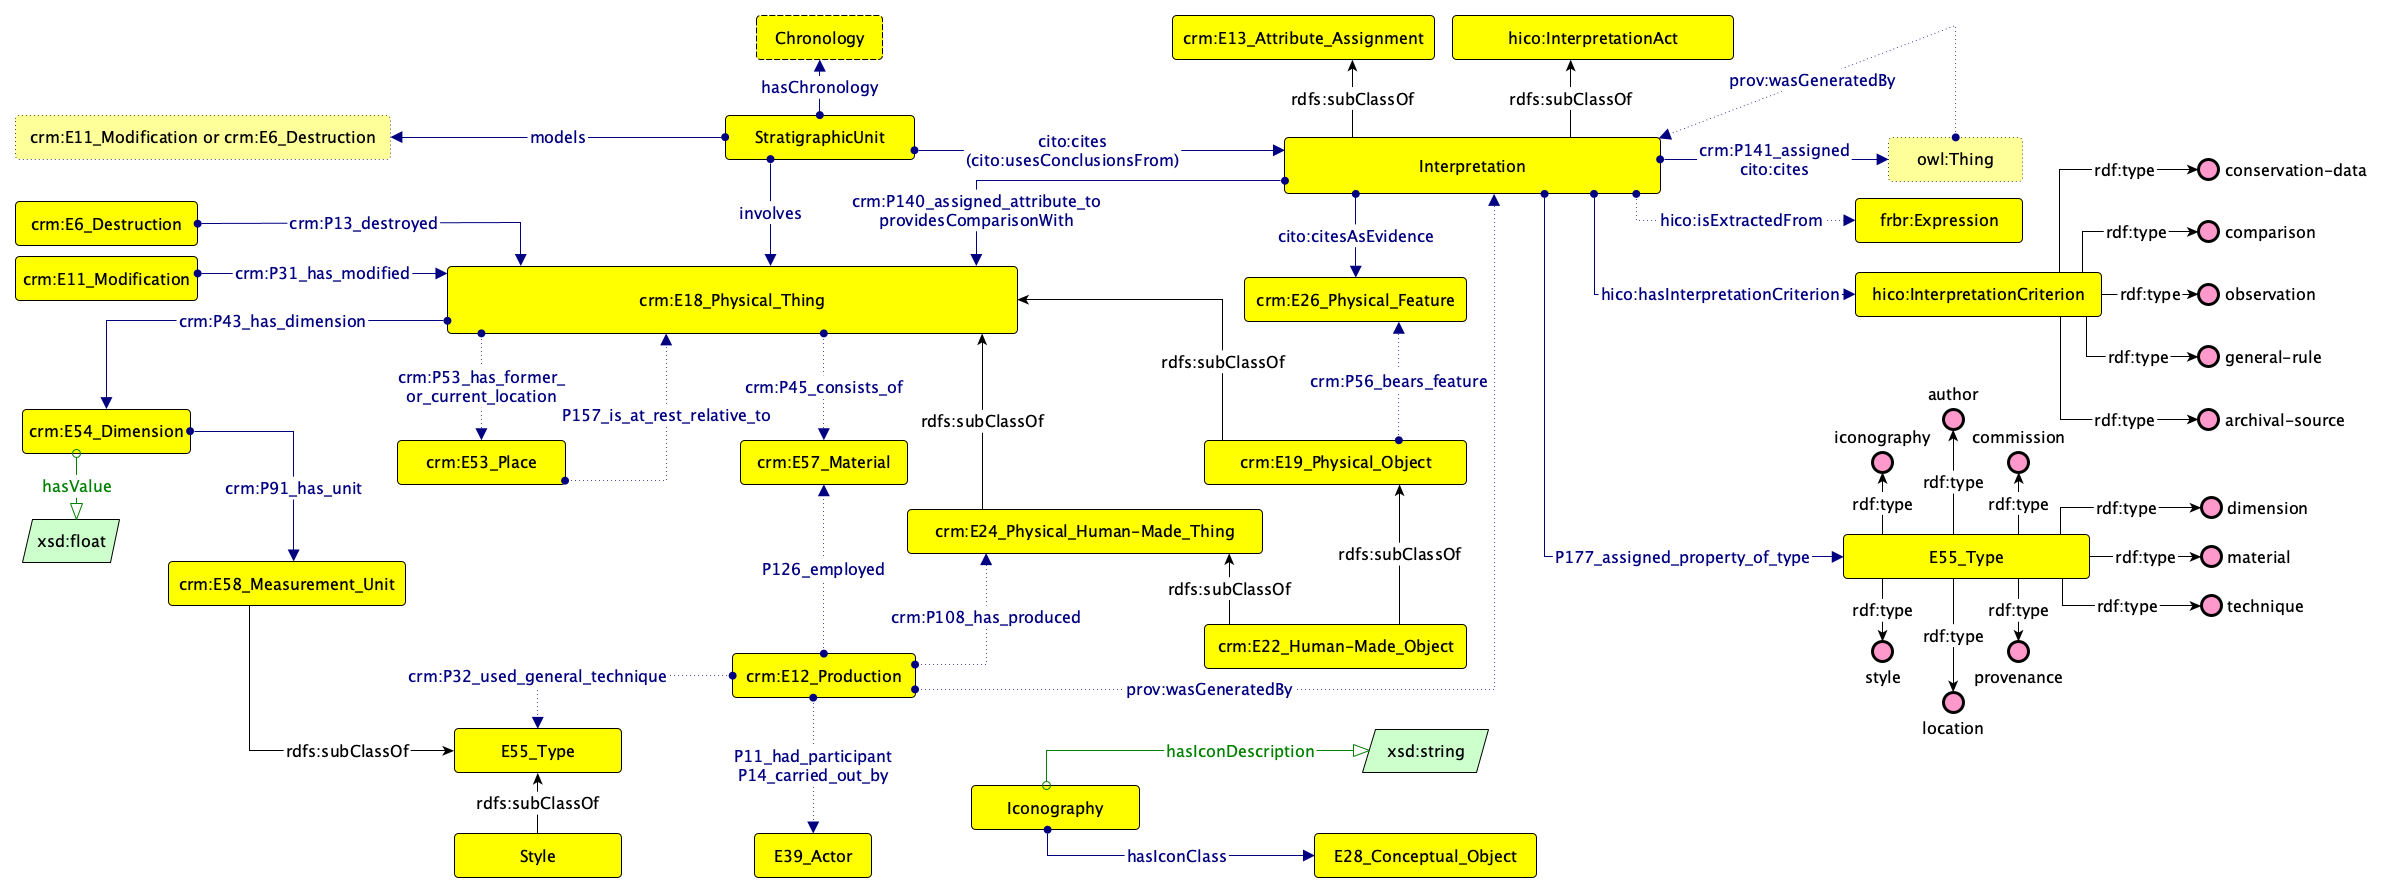 Chronology
crm:E13_Attribute_Assignment
hico:InterpretationAct
hasChronology
rdfs:subClassOf
rdfs:subClassOf
prov:wasGeneratedBy
crm:E11_Modification or crm:E6_Destruction
models
StratigraphicUnit
cito:cites
(cito:usesConclusionsFrom)
Interpretation
crm:P141_assigned
cito:cites
owl:Thing
rdf:type
conservation-data
crm:E6_Destruction
crm:P13_destroyed
involves
crm:P140_assigned_attribute_to
providesComparisonWith
cito:citesAsEvidence
hico:isExtractedFrom
frbr:Expression
rdf:type
comparison
crm:E11_Modification
crm:P31_has_modified
crm:E18_Physical_Thing
crm:E26_Physical_Feature
hico:hasInterpretationCriterion
hico:InterpretationCriterion
rdf:type
observation
crm:P43_has_dimension
rdf:type
general-rule
crm:P53_has_former_
or_current_location
P157_is_at_rest_relative_to
crm:P45_consists_of
rdfs:subClassOf
rdfs:subClassOf
crm:P56_bears_feature
rdf:type
archival-source
crm:E54_Dimension
crm:E53_Place
crm:E57_Material
crm:E19_Physical_Object
author
iconography
commission
rdf:type
rdf:type
rdf:type
hasValue
crm:P91_has_unit
xsd:float
crm:E24_Physical_Human-Made_Thing
rdf:type
dimension
crm:E58_Measurement_Unit
P126_employed
rdfs:subClassOf
rdfs:subClassOf
P177_assigned_property_of_type
E55_Type
rdf:type
material
crm:P108_has_produced
crm:E22_Human-Made_Object
rdf:type
technique
rdf:type
rdf:type
rdf:type
style
provenance
location
crm:P32_used_general_technique
crm:E12_Production
prov:wasGeneratedBy
rdfs:subClassOf
E55_Type
P11_had_participant
P14_carried_out_by
hasIconDescription
xsd:string
rdfs:subClassOf
Iconography
Style
E39_Actor
hasIconClass
E28_Conceptual_Object